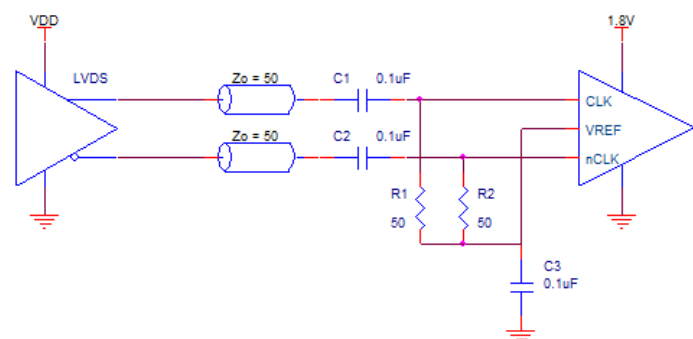 VDD
1.8V
LVDS
Zo = 50
C1
0.1uF
CLK
VREF
Zo = 50
C2
0.1uF
nCLK
R1
50
R2
50
C3
0.1uF